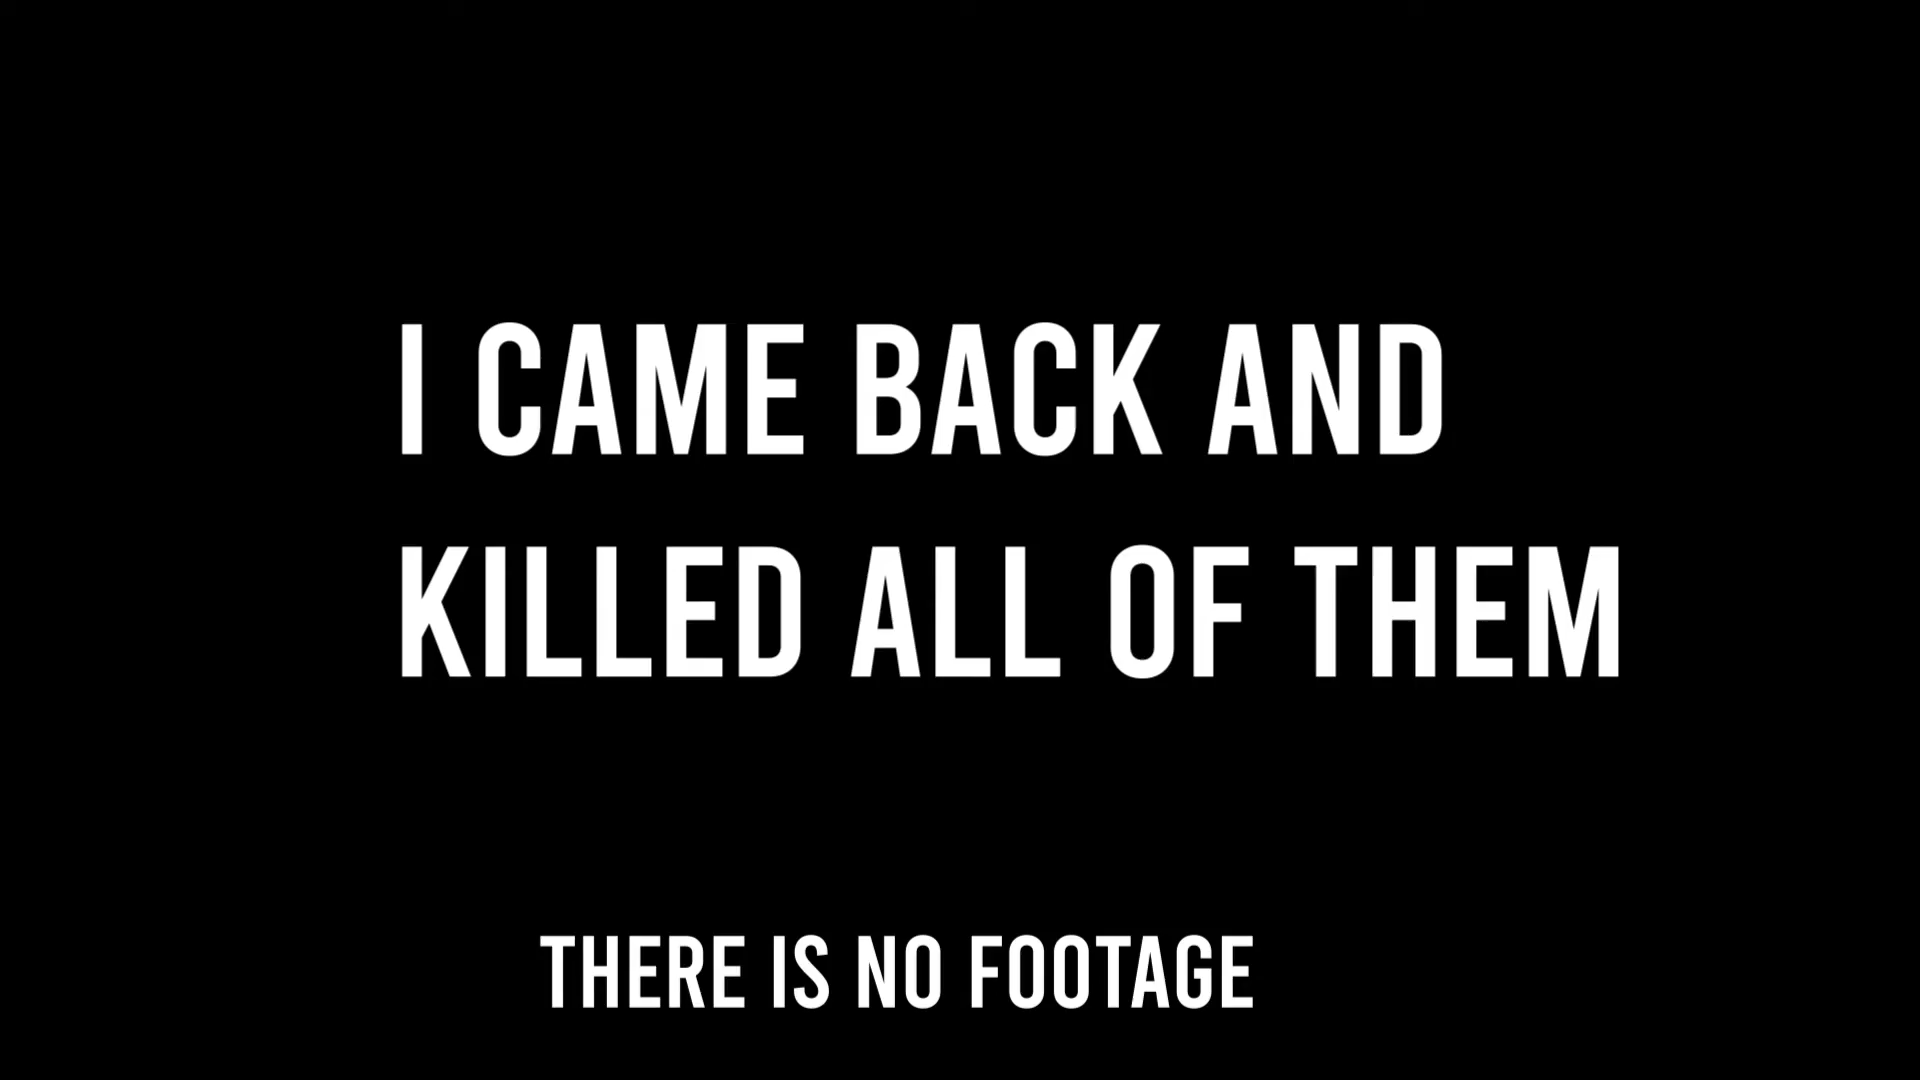 I CAME BACK AND
KILLED ALL OF THEM
THERE IS NO FOOTAGE